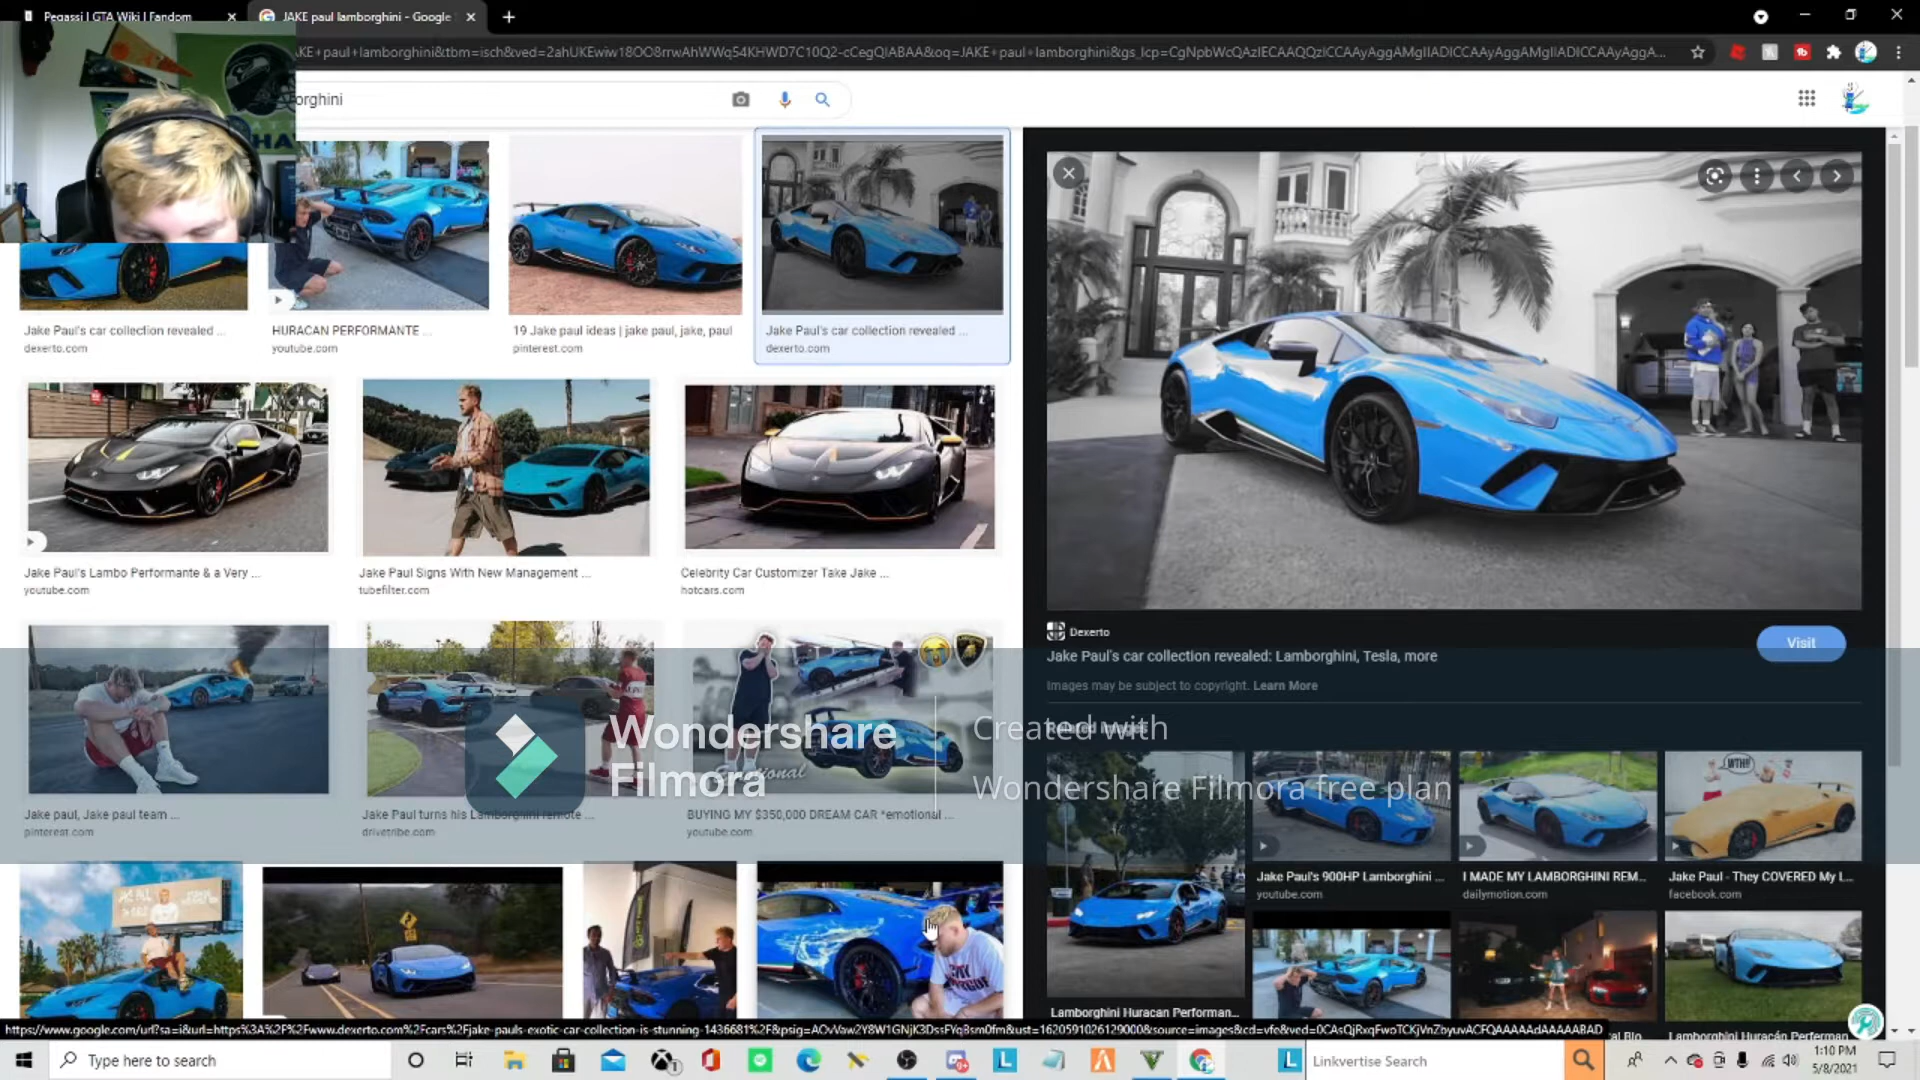 Pegassi | GTA Wiki | Fandom
JAKE paul lamborghini - Google
orghini
Jake Paul's car collection revealed ...
dexerto.com
HURACAN PERFORMANTE ...
youtube.com
19 Jake paul ideas | jake paul, jake, paul
pinterest.com
Jake Paul's car collection revealed ...
dexerto.com
Jake Paul's Lambo Performante & a Very ...
youtube.com
Jake Paul Signs With New Management ...
tubefilter.com
Celebrity Car Customizer Take Jake ...
hotcars.com
Dexerto
Visit
Jake Paul's car collection revealed: Lamborghini, Tesla, more
Images may be subject to copyright. Learn More
Related images
Wondershare
Filmora
Created with
Wondershare Filmora free plan
Jake paul, Jake paul team ...
pinterest.com
Jake Paul turns his Lamborghini remote ...
drivetribe.com
BUYING MY $350,000 DREAM CAR *emotional ...
youtube.com
Jake Paul's 900HP Lamborghini ...
youtube.com
I MADE MY LAMBORGHINI REM...
dailymotion.com
Jake Paul - They COVERED My L...
facebook.com
Lamborghini Huracan Performan...
Lamborghini Huracán Performan
Type here to search
Linkvertise Search
1:10 PM
5/8/2021